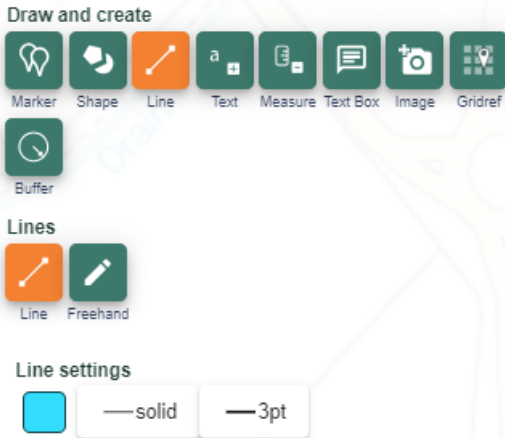 Draw and create
Marker Shape Line Text Measure Text Box Image Gridref
Buffer
Lines
Line Freehand
Line settings
solid 3pt